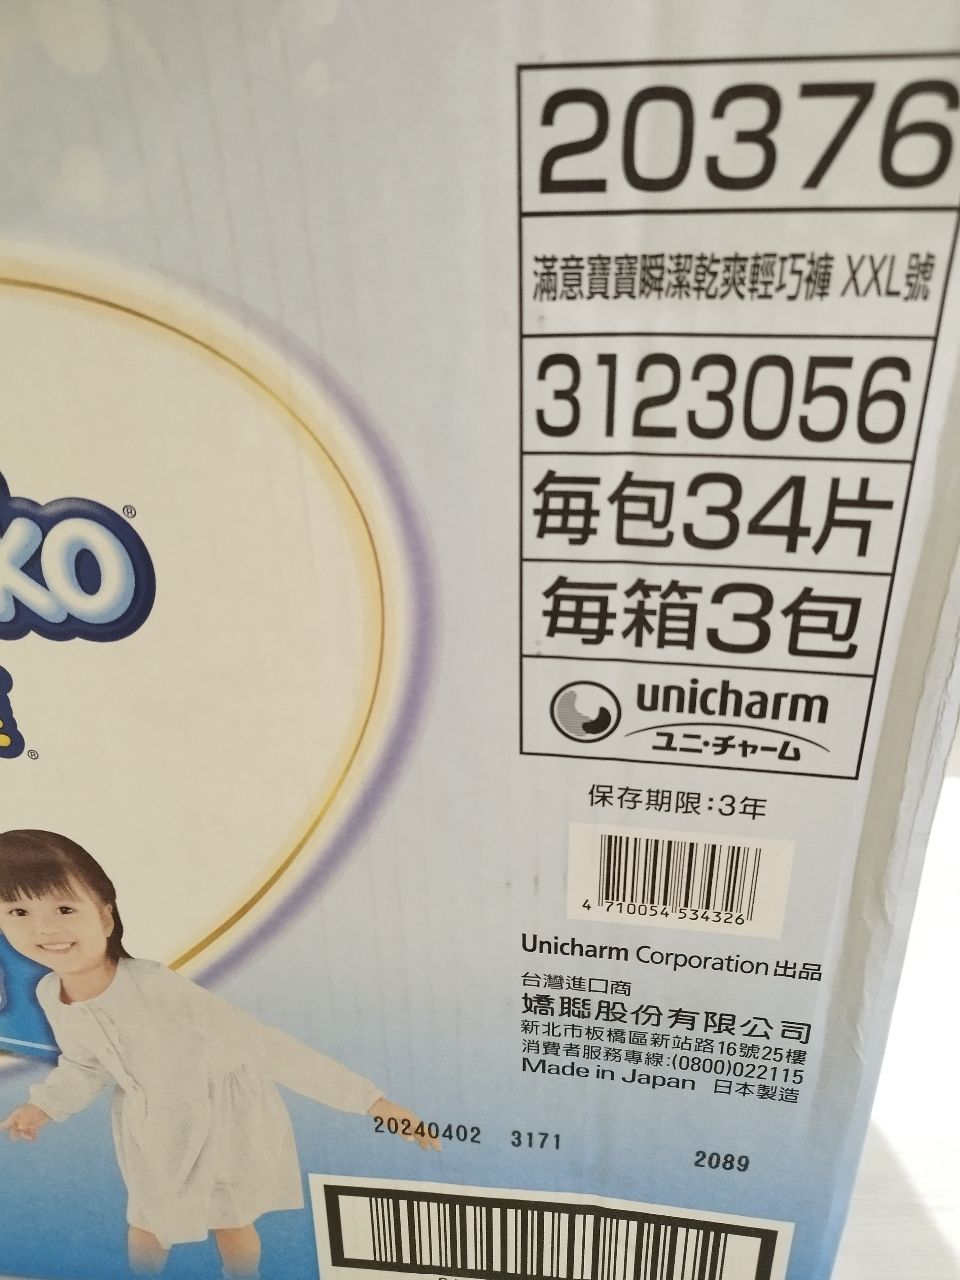 20376
滿意寶寶瞬潔乾爽輕巧褲 XXL號
3123056
每包34片
每箱3包
unicharm
ユニ・チャーム
保存期限:3年
4 710054 534326
KO®
®
Unicharm Corporation出品
台灣進口商
嬌聯股份有限公司
新北市板橋區新站路16號25樓
消費者服務專線:(0800)022115
Made in Japan 日本製造
20240402 3171
2089